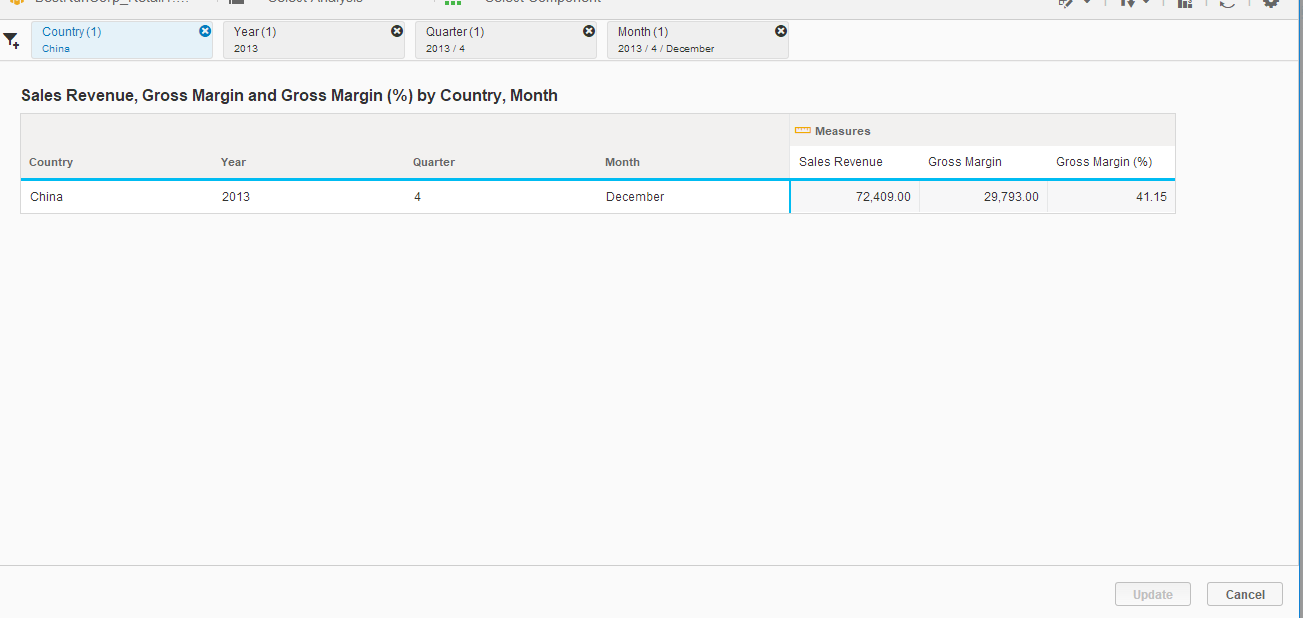 Country (1)
China
Year (1)
2013
Quarter (1)
2013 / 4
Month (1)
2013 / 4 / December
Sales Revenue, Gross Margin and Gross Margin (%) by Country, Month
Measures
Country Year Quarter Month Sales Revenue Gross Margin Gross Margin (%)
China 2013 4 December 72,409.00 29,793.00 41.15
Update Cancel